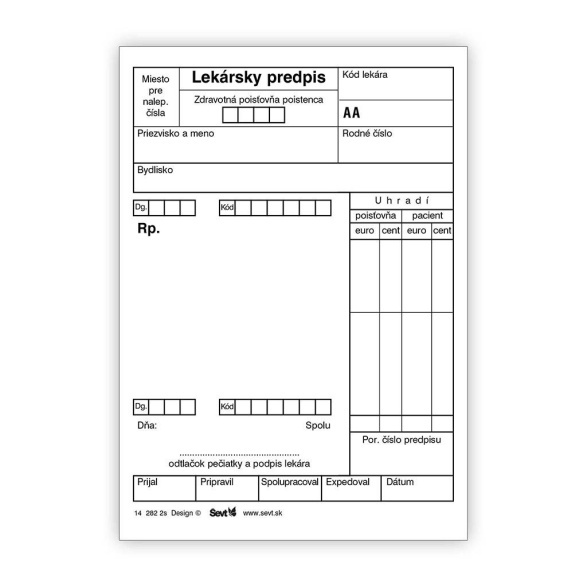 Miesto
pre
nalep.
čísla
Lekársky predpis
Zdravotná poisťovňa poistenca
Kód lekára
AA
Priezvisko a meno
Rodné číslo
Bydlisko
Dg.
Kód
Uhradí
poisťovňa pacient
euro cent euro cent
Rp.
Dg.
Kód
Dňa:
Spolu
Por. číslo predpisu
odtlačok pečiatky a podpis lekára
Prijal Pripravil Spolupracoval Expedoval Dátum
14 282 2s Design © Sevt www.sevt.sk